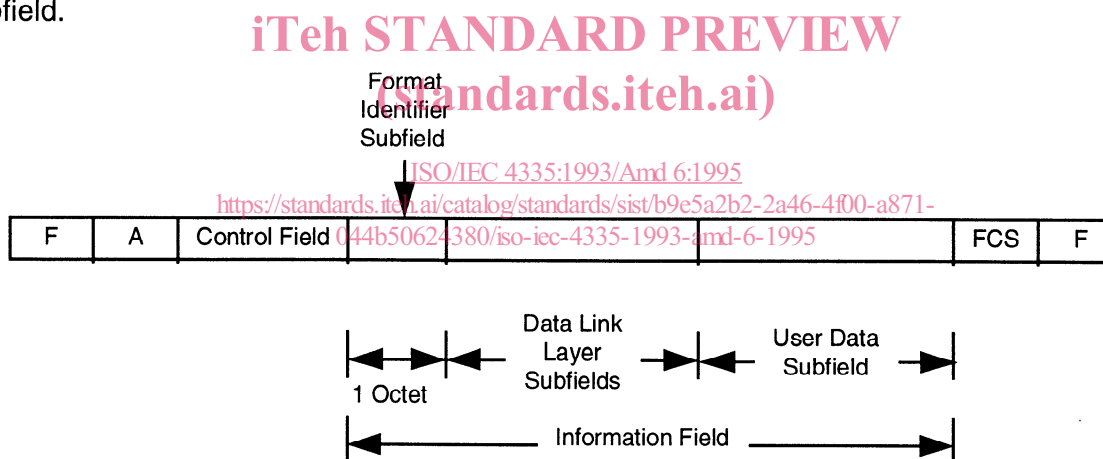 ofield.
iTeh STANDARD PREVIEW
(standards.iteh.ai)
Format
Identifier
Subfield
ISO/IEC 4335:1993/Amd 6:1995
https://standards.iteh.ai/catalog/standards/sist/b9e5a2b2-2a46-4f00-a871-
044b50624380/iso-iec-4335-1993-amd-6-1995
F A Control Field FCS F
Data Link
Layer
Subfields
User Data
Subfield
1 Octet
Information Field